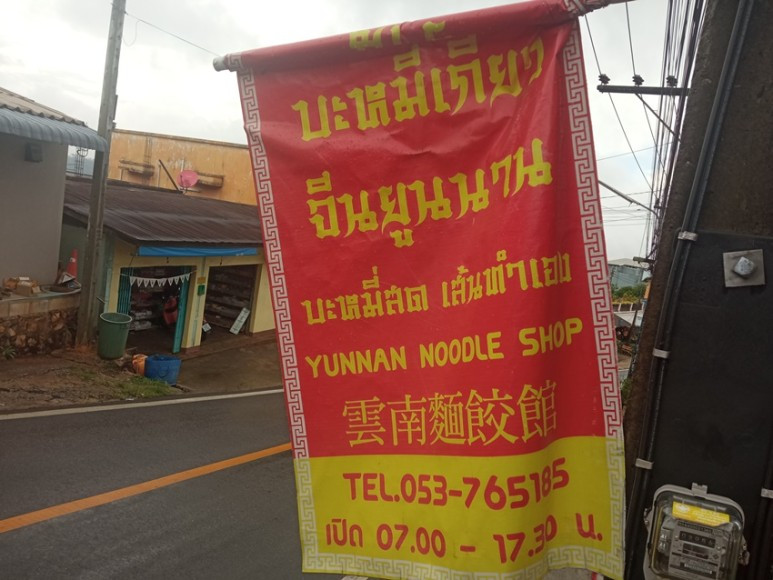 บะหมี่เกี๊ยว
จีนยูนนาน
บะหมี่สด เส้นทำเอง
YUNNAN NOODLE SHOP
雲南麵餃館
TEL.053-765185
เปิด 07.00 - 17.30 น.